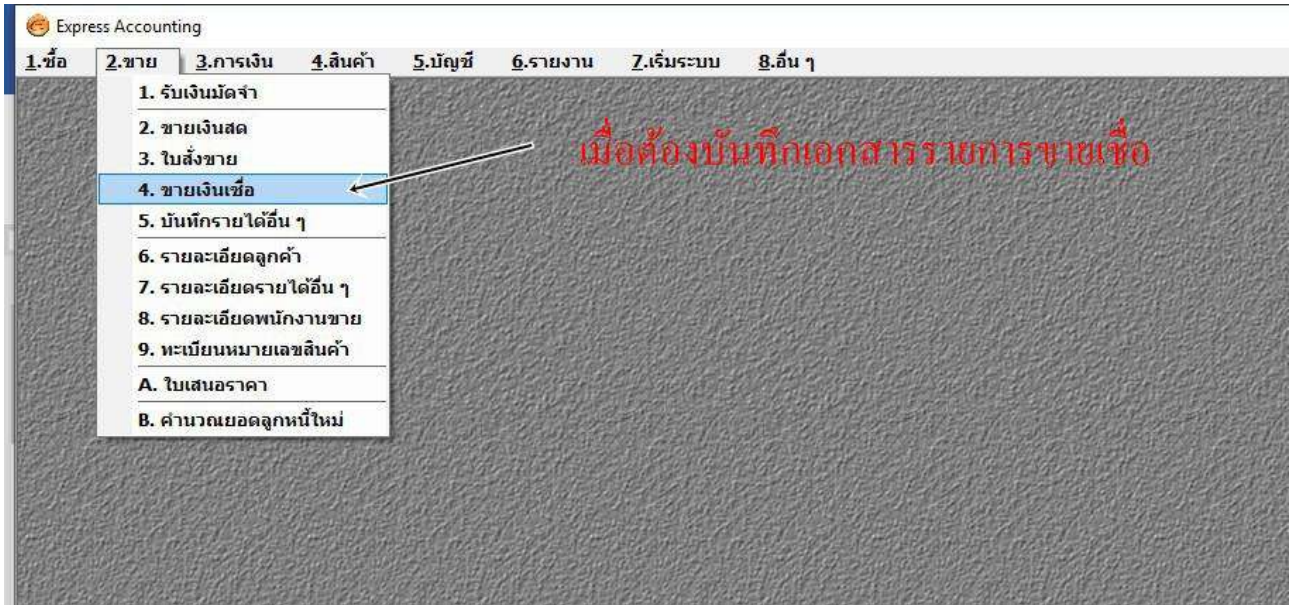 Express Accounting
1.ซื้อ 2.ขาย 3.การเงิน 4.สินค้า 5.บัญชี 6.รายงาน 7.เริ่มระบบ 8.อื่น ๆ
1. รับเงินมัดจำ
2. ขายเงินสด
เมื่อต้องบันทึกเอกสารรายการขายเชื่อ
3. ใบสั่งขาย
4. ขายเงินเชื่อ
5. บันทึกรายได้อื่น ๆ
6. รายละเอียดลูกค้า
7. รายละเอียดรายได้อื่น ๆ
8. รายละเอียดพนักงานขาย
9. ทะเบียนหมายเลขสินค้า
A. ใบเสนอราคา
B. คำนวณยอดลูกหนี้ใหม่